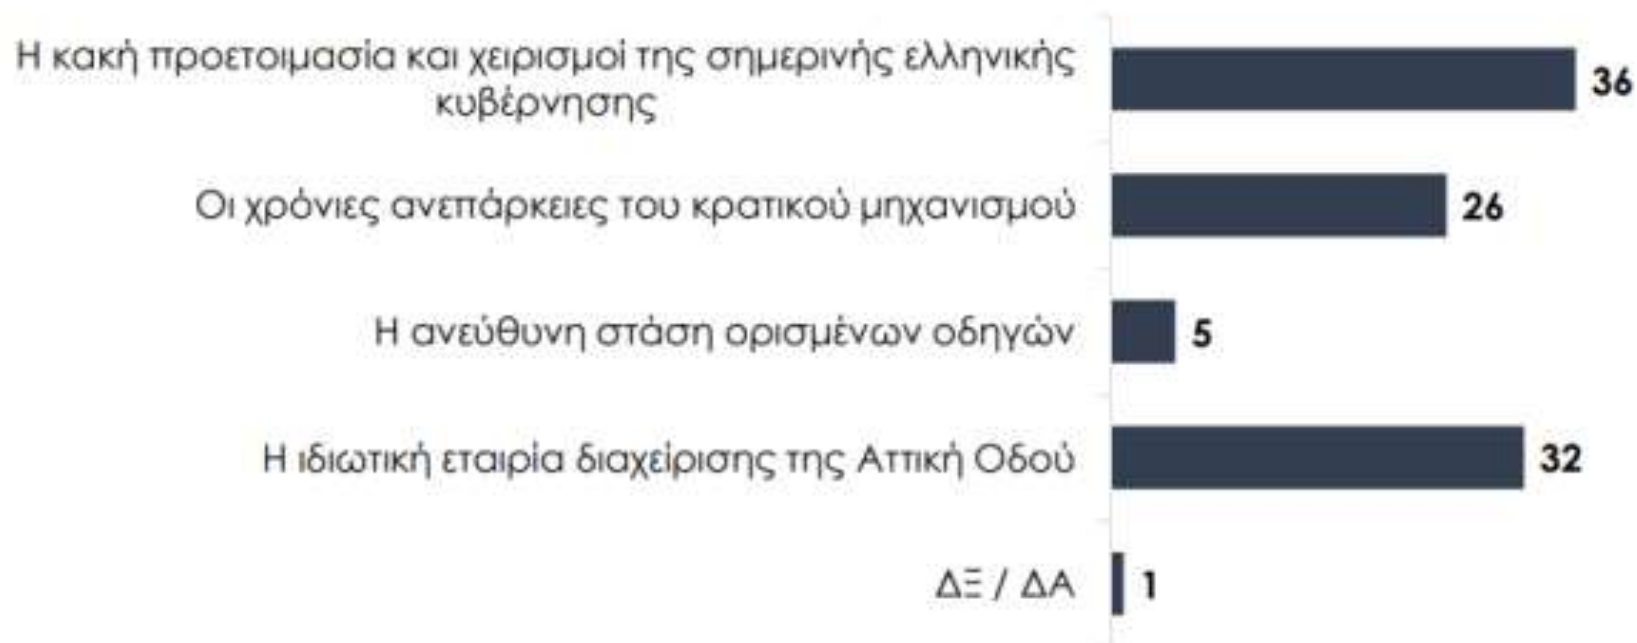 Η κακή προετοιμασία και χειρισμοί της σημερινής ελληνικής
κυβέρνησης
36
Οι χρόνιες ανεπάρκειες του κρατικού μηχανισμού
26
Η ανεύθυνη στάση ορισμένων οδηγών
5
Η ιδιωτική εταιρία διαχείρισης της Αττική Οδού
32
ΔΞ / ΔΑ
1